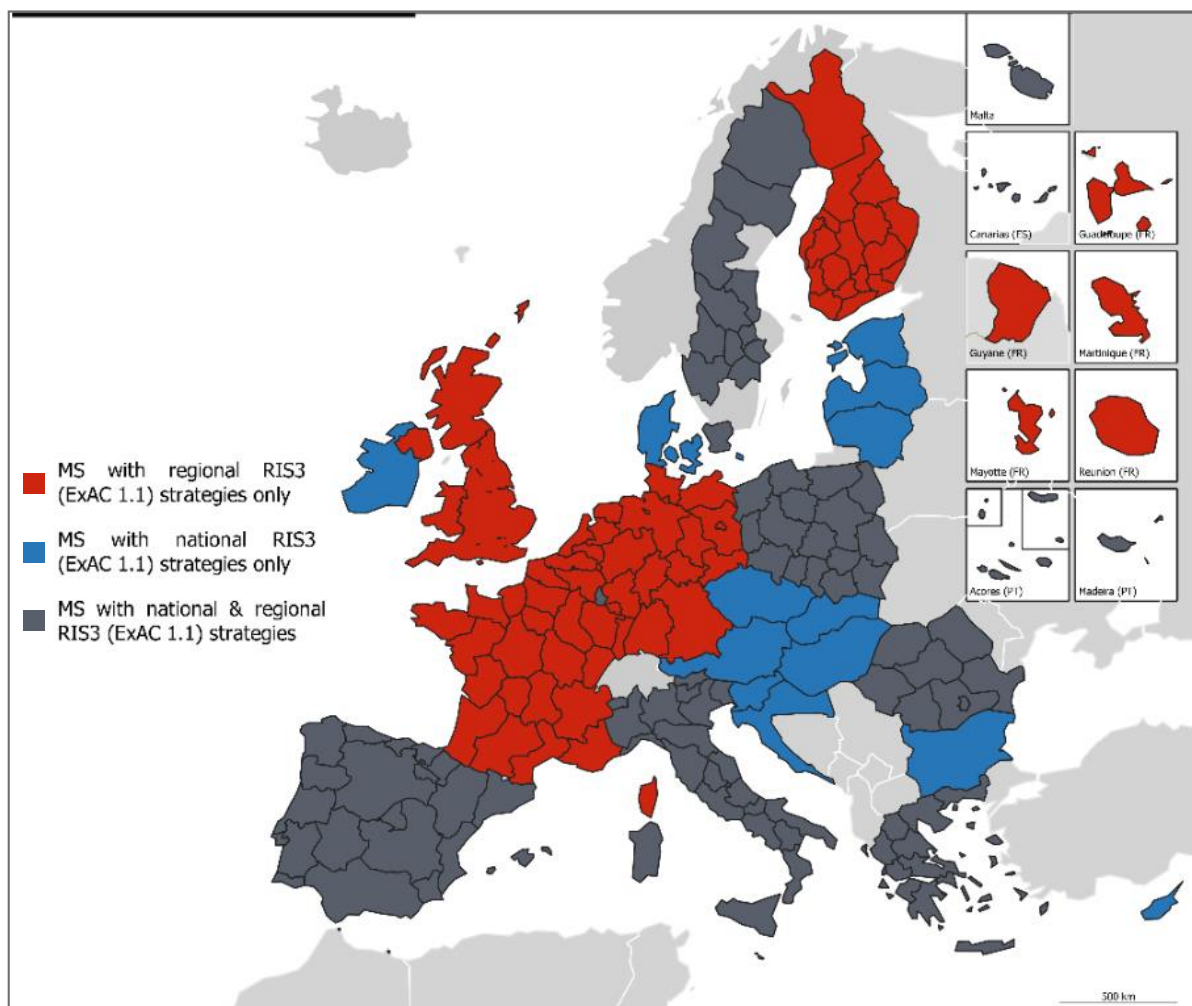 Malta
Canarias (ES)
Guadeloupe (FR)
Guyane (FR)
Martinique (FR)
Mayotte (FR)
Reunion (FR)
Acores (PT)
Madeira (PT)
MS with regional RIS3
(ExAC 1.1) strategies only
MS with national RIS3
(ExAC 1.1) strategies only
MS with national & regional
RIS3 (ExAC 1.1) strategies
500 km